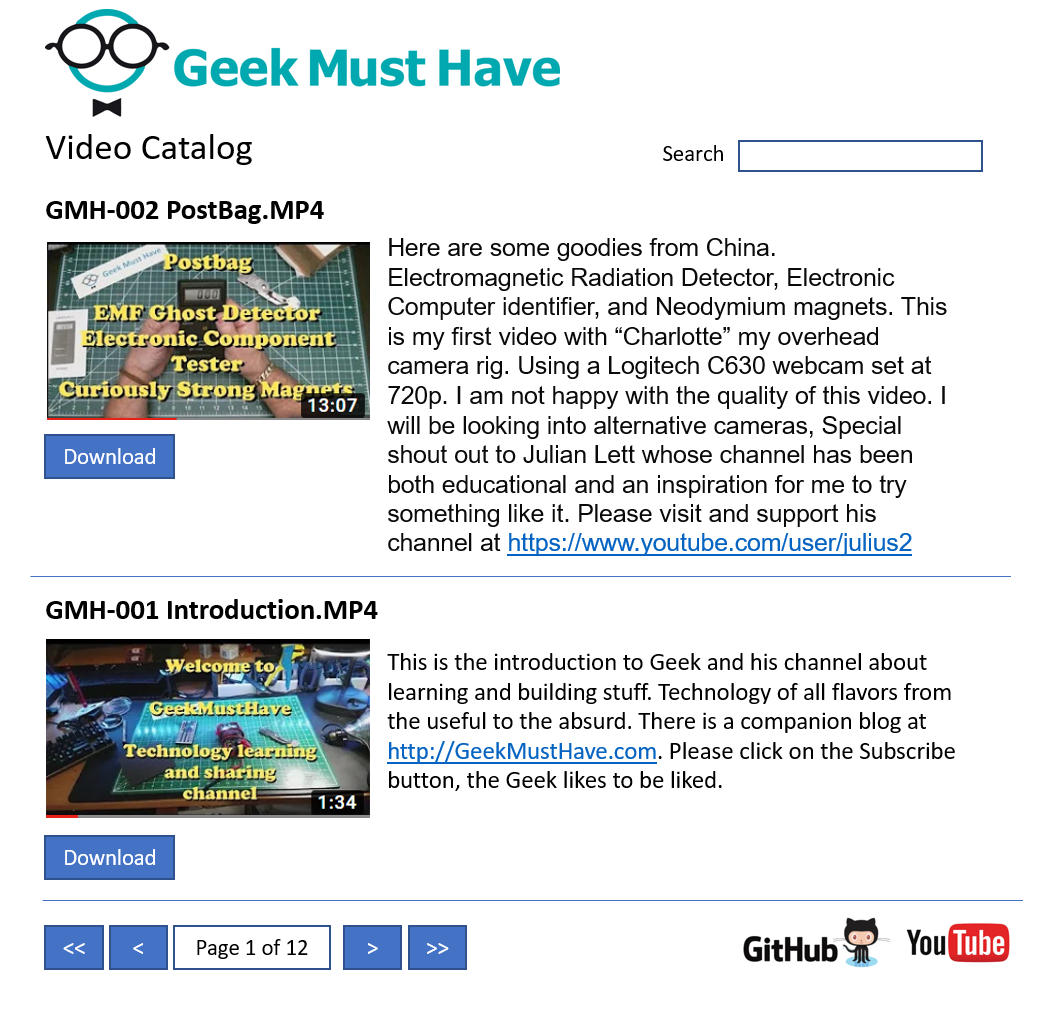 Geek Must Have
Video Catalog
Search
GMH-002 PostBag.MP4
Geek Must Have
Postbag
000
EMF Ghost Detector
Electronic Component
Tester
Curiously Strong Magnets
13:07
Download
Here are some goodies from China.
Electromagnetic Radiation Detector, Electronic
Computer identifier, and Neodymium magnets. This
is my first video with “Charlotte” my overhead
camera rig. Using a Logitech C630 webcam set at
720p. I am not happy with the quality of this video. I
will be looking into alternative cameras, Special
shout out to Julian Lett whose channel has been
both educational and an inspiration for me to try
something like it. Please visit and support his
channel at https://www.youtube.com/user/julius2
GMH-001 Introduction.MP4
Welcome to
GeekMustHave
Technology learning
and sharing
channel
1:34
Download
This is the introduction to Geek and his channel about
learning and building stuff. Technology of all flavors from
the useful to the absurd. There is a companion blog at
http://GeekMustHave.com. Please click on the Subscribe
button, the Geek likes to be liked.
<< < Page 1 of 12 > >>
GitHub
YouTube